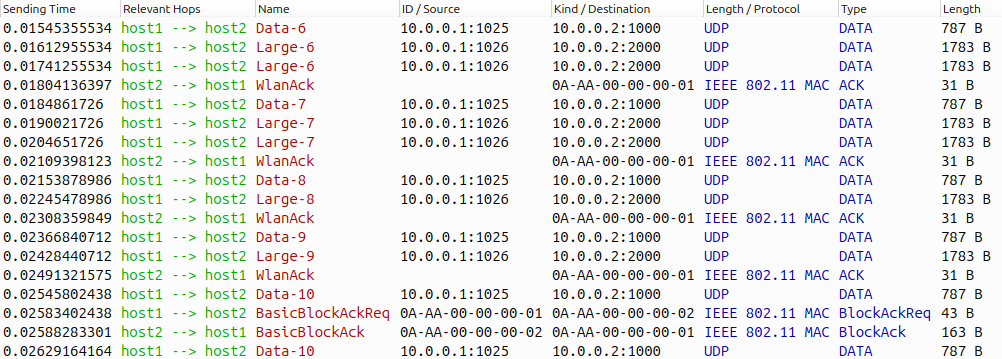 Sending Time Relevant Hops Name ID / Source Kind / Destination Length / Protocol Type Length
0.01545355534 host1 --> host2 Data-6 10.0.0.1:1025 10.0.0.2:1000 UDP DATA 787 B
0.01612955534 host1 --> host2 Large-6 10.0.0.1:1026 10.0.0.2:2000 UDP DATA 1783 B
0.01741255534 host1 --> host2 Large-6 10.0.0.1:1026 10.0.0.2:2000 UDP DATA 1783 B
0.01804136397 host2 --> host1 WlanAck 0A-AA-00-00-00-01 IEEE 802.11 MAC ACK 31 B
0.0184861726 host1 --> host2 Data-7 10.0.0.1:1025 10.0.0.2:1000 UDP DATA 787 B
0.0190021726 host1 --> host2 Large-7 10.0.0.1:1026 10.0.0.2:2000 UDP DATA 1783 B
0.0204651726 host1 --> host2 Large-7 10.0.0.1:1026 10.0.0.2:2000 UDP DATA 1783 B
0.02109398123 host2 --> host1 WlanAck 0A-AA-00-00-00-01 IEEE 802.11 MAC ACK 31 B
0.02153878986 host1 --> host2 Data-8 10.0.0.1:1025 10.0.0.2:1000 UDP DATA 787 B
0.02245478986 host1 --> host2 Large-8 10.0.0.1:1026 10.0.0.2:2000 UDP DATA 1783 B
0.02308359849 host2 --> host1 WlanAck 0A-AA-00-00-00-01 IEEE 802.11 MAC ACK 31 B
0.02366840712 host1 --> host2 Data-9 10.0.0.1:1025 10.0.0.2:1000 UDP DATA 787 B
0.02428440712 host1 --> host2 Large-9 10.0.0.1:1026 10.0.0.2:2000 UDP DATA 1783 B
0.02491321575 host2 --> host1 WlanAck 0A-AA-00-00-00-01 IEEE 802.11 MAC ACK 31 B
0.02545802438 host1 --> host2 Data-10 10.0.0.1:1025 10.0.0.2:1000 UDP DATA 787 B
0.02583402438 host1 --> host2 BasicBlockAckReq 0A-AA-00-00-00-01 0A-AA-00-00-00-02 IEEE 802.11 MAC BlockAckReq 43 B
0.02588283301 host2 --> host1 BasicBlockAck 0A-AA-00-00-00-02 0A-AA-00-00-00-01 IEEE 802.11 MAC BlockAck 163 B
0.02629164164 host1 --> host2 Data-10 10.0.0.1:1025 10.0.0.2:1000 UDP DATA 787 B